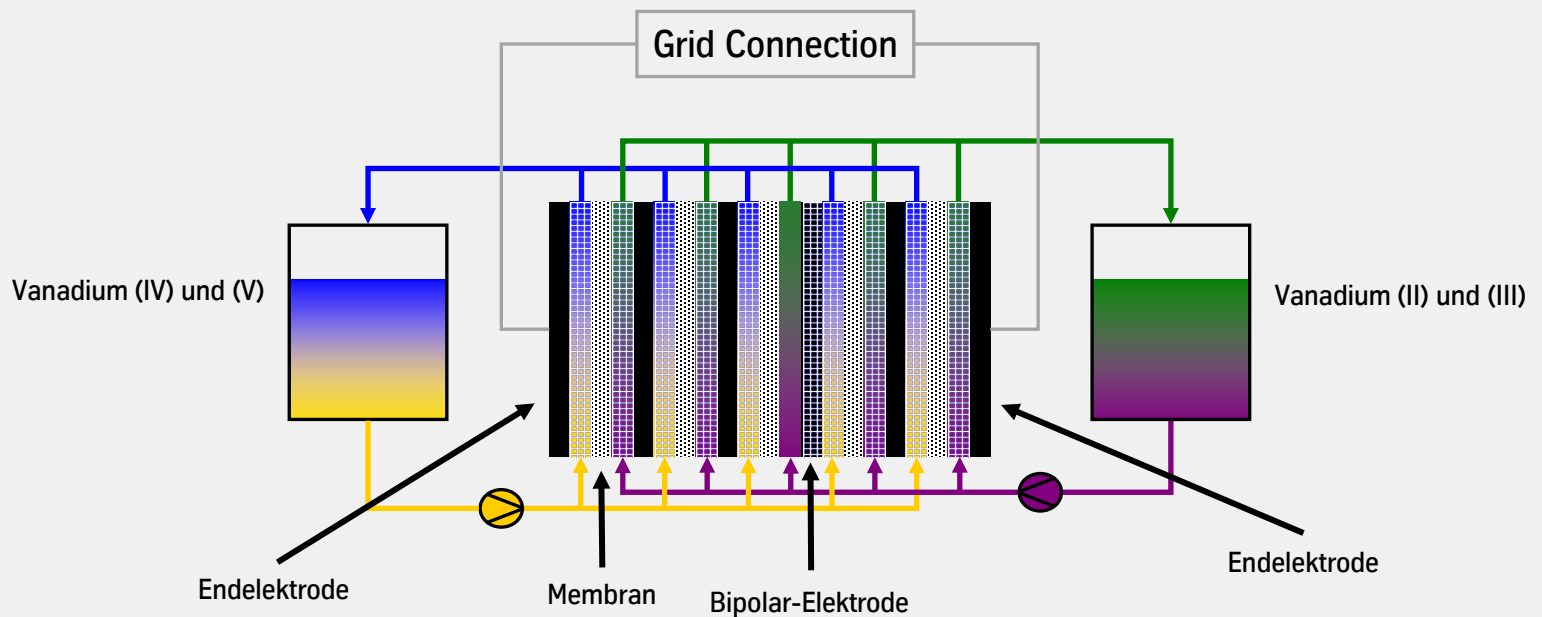 Grid Connection
Vanadium (IV) und (V)
Vanadium (II) und (III)
Endelektrode
Membran
Bipolar-Elektrode
Endelektrode